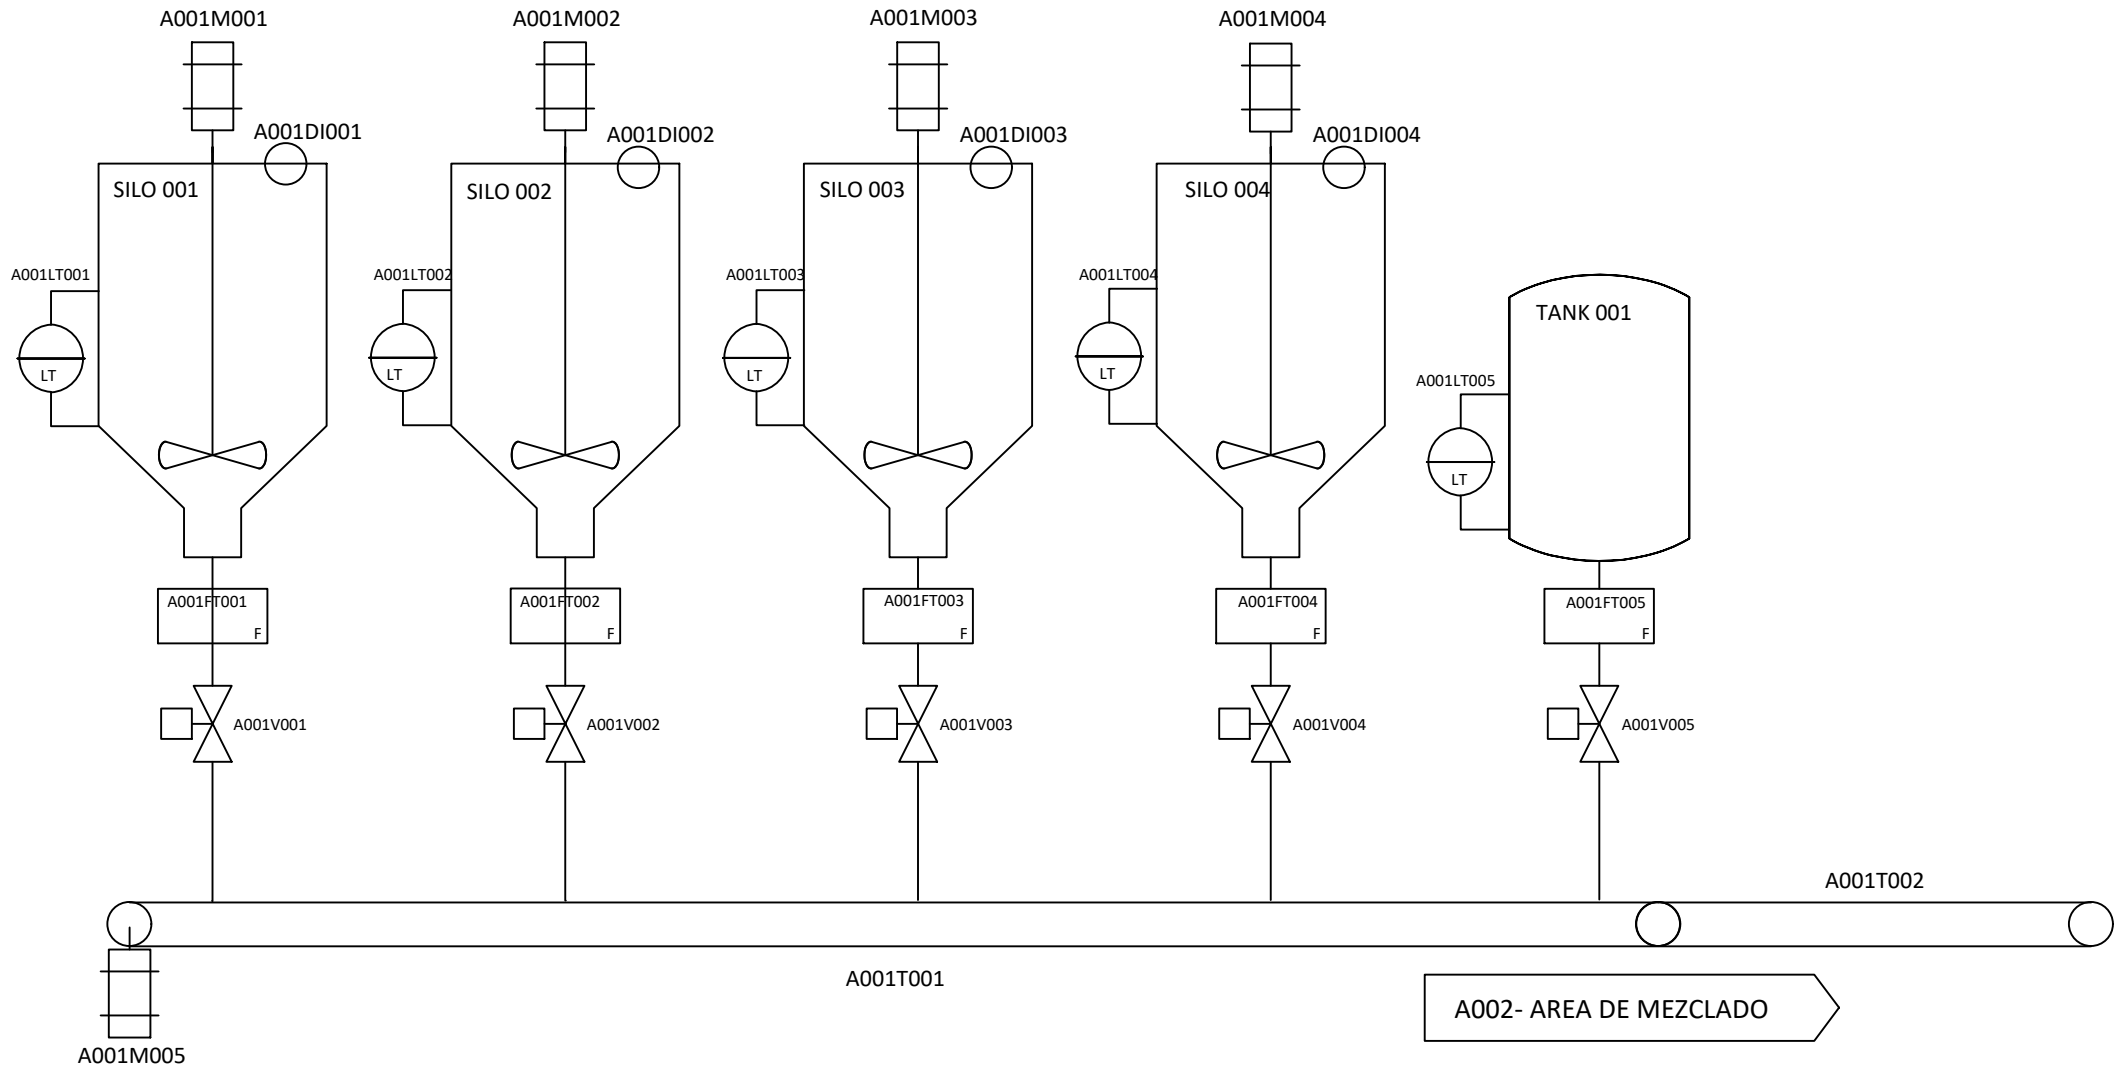 A001M001
A001M002
A001M003
A001M004
A001DI001
A001DI002
A001DI003
A001DI004
SILO 001
SILO 002
SILO 003
SILO 004
A001LT001
A001LT002
A001LT003
A001LT004
TANK 001
LT
LT
LT
LT
A001LT005
LT
A001FT001
F
A001FT002
F
A001FT003
F
A001FT004
F
A001FT005
F
A001V001
A001V002
A001V003
A001V004
A001V005
A001T002
A001T001
A002- AREA DE MEZCLADO
A001M005